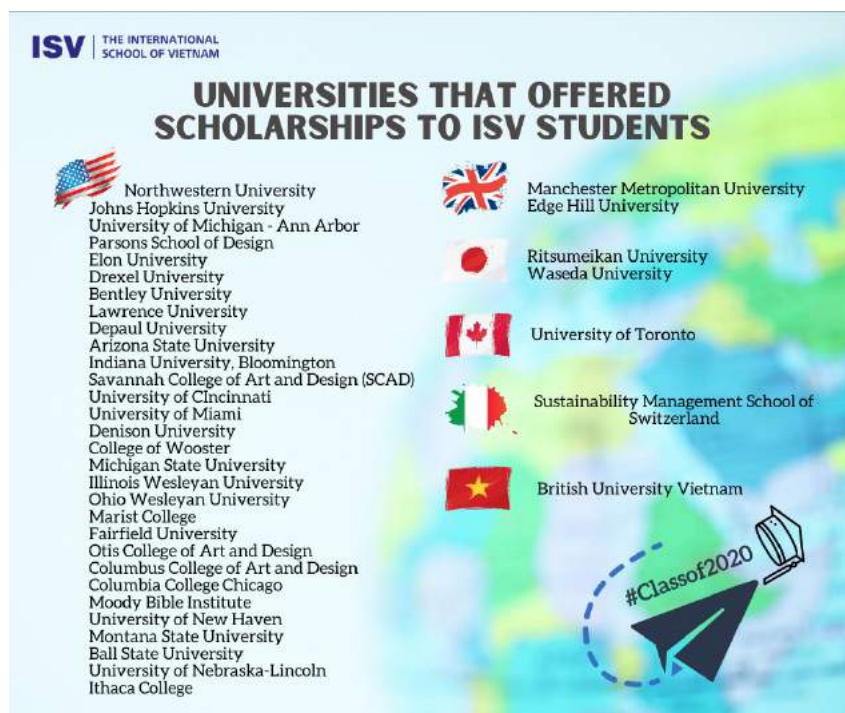 ISV
THE INTERNATIONAL
SCHOOL OF VIETNAM
UNIVERSITIES THAT OFFERED
SCHOLARSHIPS TO ISV STUDENTS
Northwestern University
Johns Hopkins University
University of Michigan - Ann Arbor
Parsons School of Design
Elon University
Drexel University
Bentley University
Lawrence University
Depaul University
Arizona State University
Indiana University, Bloomington
Savannah College of Art and Design (SCAD)
University of CIncinnati
University of Miami
Denison University
College of Wooster
Michigan State University
Illinois Wesleyan University
Ohio Wesleyan University
Marist College
Fairfield University
Otis College of Art and Design
Columbus College of Art and Design
Columbia College Chicago
Moody Bible Institute
University of New Haven
Montana State University
Ball State University
University of Nebraska-Lincoln
Ithaca College
Manchester Metropolitan University
Edge Hill University
Ritsumeikan University
Waseda University
University of Toronto
Sustainability Management School of
Switzerland
British University Vietnam
#Classof2020